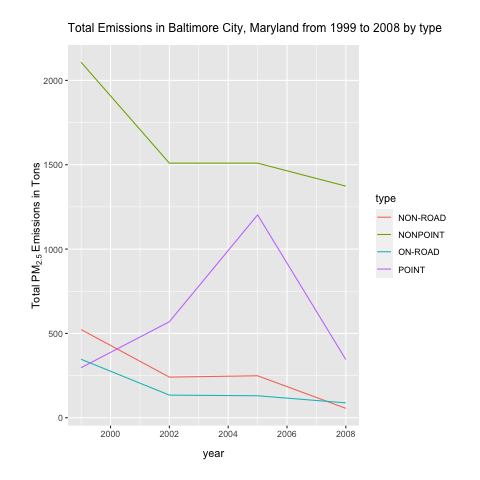 Total Emissions in Baltimore City, Maryland from 1999 to 2008 by type
Total PM2.5 Emissions in Tons
2000
1500
1000
500
0
2000 2002 2004 2006 2008
year
type
NON-ROAD
NONPOINT
ON-ROAD
POINT